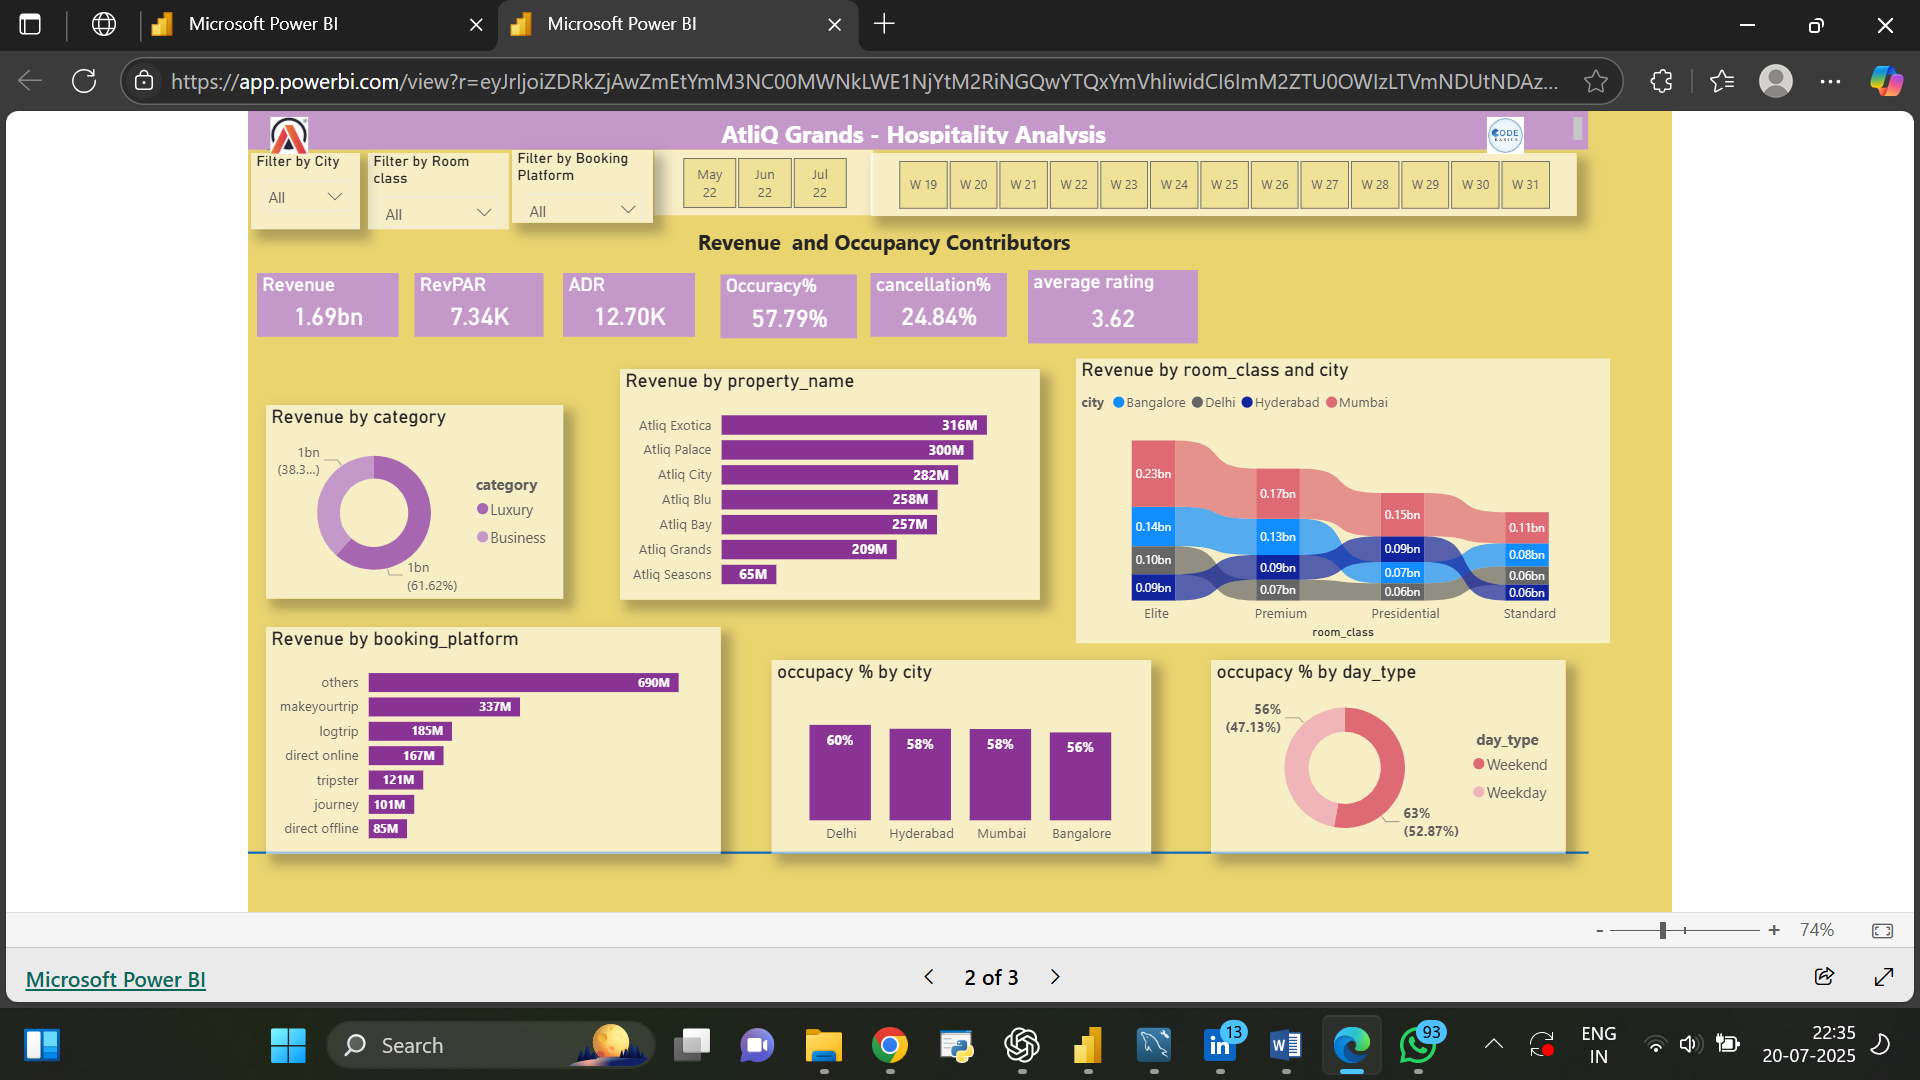 Microsoft Power BI
Microsoft Power BI
https://app.powerbi.com/view?r=eyJrIjoiZDRkZjAwZmEtYmM3NC00MWNkLWE1NjYtM2RiNGQwYTQxYmVhIiwidCI6ImM2ZTU0OWIzLTVmNDUtNDAz...
AtliQ Grands - Hospitality Analysis
CODE
BASICS
Filter by City
All
Filter by Room
class
All
Filter by Booking
Platform
All
May
22
Jun
22
Jul
22
W 19 W 20 W 21 W 22 W 23 W 24 W 25 W 26 W 27 W 28 W 29 W 30 W 31
Revenue and Occupancy Contributors
Revenue
1.69bn
RevPAR
7.34K
ADR
12.70K
Occuracy%
57.79%
cancellation%
24.84%
average rating
3.62
Revenue by category
1bn
(38.3...)
1bn
(61.62%)
category
Luxury
Business
Revenue by property_name
Atliq Exotica 316M
Atliq Palace 300M
Atliq City 282M
Atliq Blu 258M
Atliq Bay 257M
Atliq Grands 209M
Atliq Seasons 65M
Revenue by room_class and city
city Bangalore Delhi Hyderabad Mumbai
0.23bn
0.14bn
0.10bn
0.09bn
0.17bn
0.13bn
0.09bn
0.07bn
0.15bn
0.09bn
0.07bn
0.06bn
0.11bn
0.08bn
0.06bn
0.06bn
Elite Premium Presidential Standard
room_class
Revenue by booking_platform
others 690M
makeyourtrip 337M
logtrip 185M
direct online 167M
tripster 121M
journey 101M
direct offline 85M
occupacy % by city
60% 58% 58% 56%
Delhi Hyderabad Mumbai Bangalore
occupacy % by day_type
56%
(47.13%)
63%
(52.87%)
day_type
Weekend
Weekday
- + 74%
Microsoft Power BI
2 of 3
Search
13
93
ENG
IN
22:35
20-07-2025